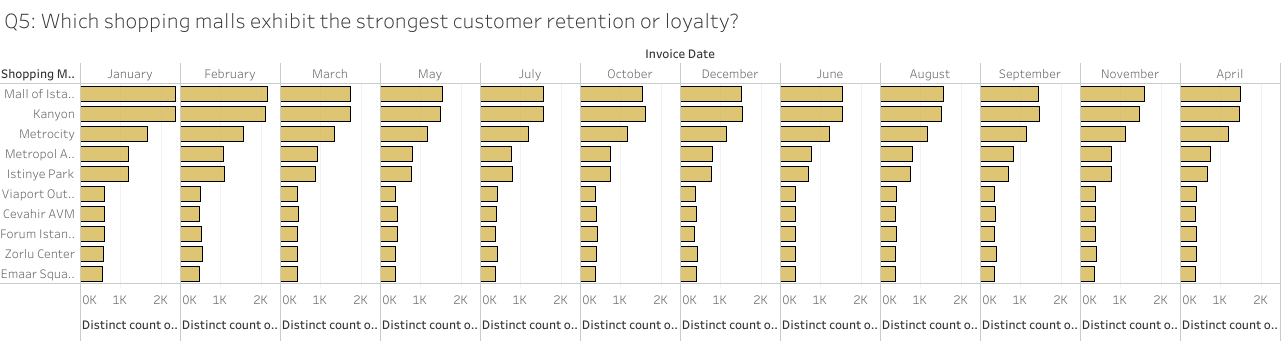 Q5: Which shopping malls exhibit the strongest customer retention or loyalty?
Invoice Date
Shopping M.. January February March May July October December June August September November April
Mall of Ista..
Kanyon
Metrocity
Metropol A..
Istinye Park
Viaport Out..
Cevahir AVM
Forum Istan..
Zorlu Center
Emaar Squa..
0K 1K 2K 0K 1K 2K 0K 1K 2K 0K 1K 2K 0K 1K 2K 0K 1K 2K 0K 1K 2K 0K 1K 2K 0K 1K 2K 0K 1K 2K 0K 1K 2K 0K 1K 2K
Distinct count o.. Distinct count o.. Distinct count o.. Distinct count o.. Distinct count o.. Distinct count o.. Distinct count o.. Distinct count o.. Distinct count o.. Distinct count o.. Distinct count o.. Distinct count o..